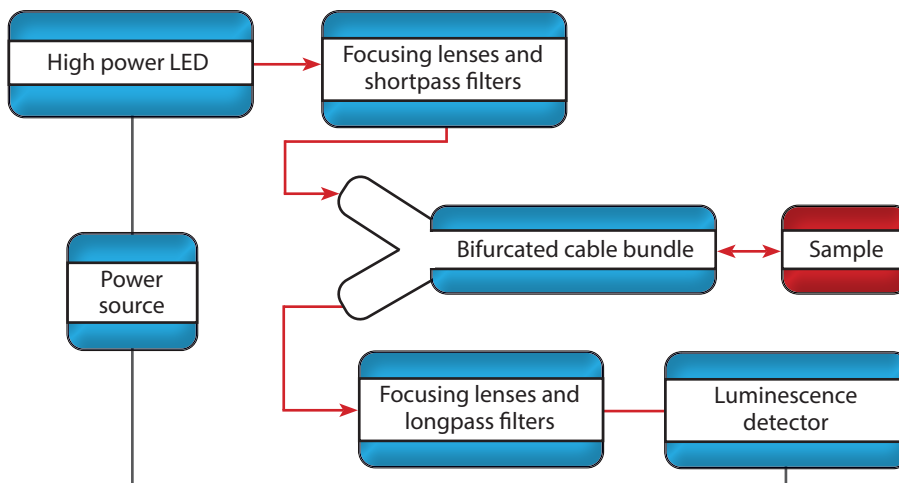 High power LED
Focusing lenses and
shortpass filters
Bifurcated cable bundle
Sample
Power
source
Focusing lenses and
longpass filters
Luminescence
detector